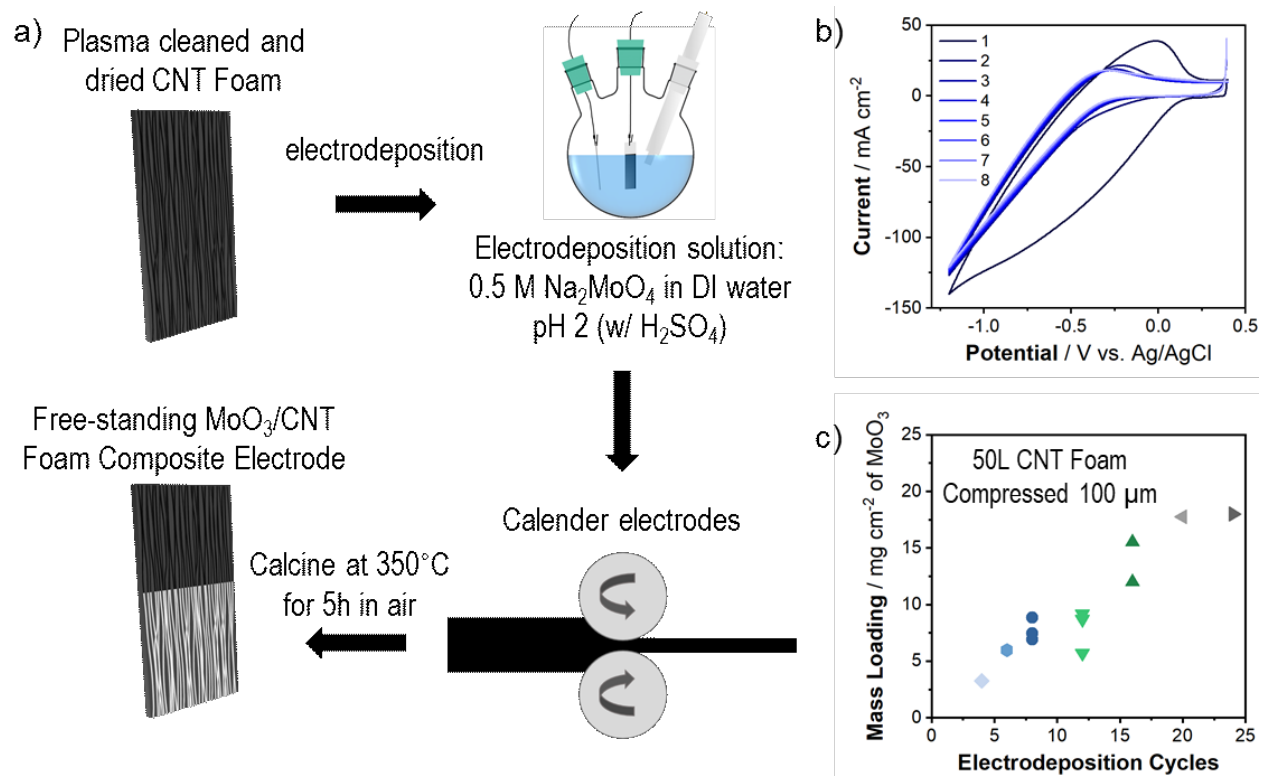 a)
Plasma cleaned and
dried CNT Foam
electrodeposition
Electrodeposition solution:
0.5 M Na₂MoO₄ in DI water
pH 2 (w/ H₂SO₄)
Calender electrodes
Calcine at 350°C
for 5h in air
Free-standing MoO₃/CNT
Foam Composite Electrode
b)
50
0
-50
-100
-150
Current / mA cm⁻²
1
2
3
4
5
6
7
8
-1.0
-0.5
0.0
0.5
Potential / V vs. Ag/AgCl
c)
25
20
15
10
5
0
Mass Loading / mg cm⁻² of MoO₃
50L CNT Foam
Compressed 100 µm
0
5
10
15
20
25
Electrodeposition Cycles